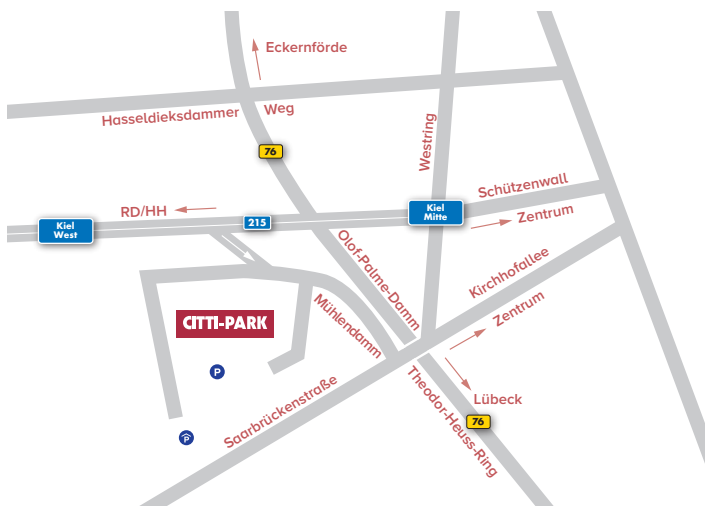 Eckernförde
Hasseldieksdammer Weg
Westring
76
Schützenwall
RD/HH
Kiel
West
215
Kiel
Mitte
Zentrum
Olof-Palme-Damm
Kirchhofallee
Mühlendamm
Zentrum
CITTI-PARK
P
Saarbrückenstraße
Theodor-Heuss-Ring
Lübeck
76
P